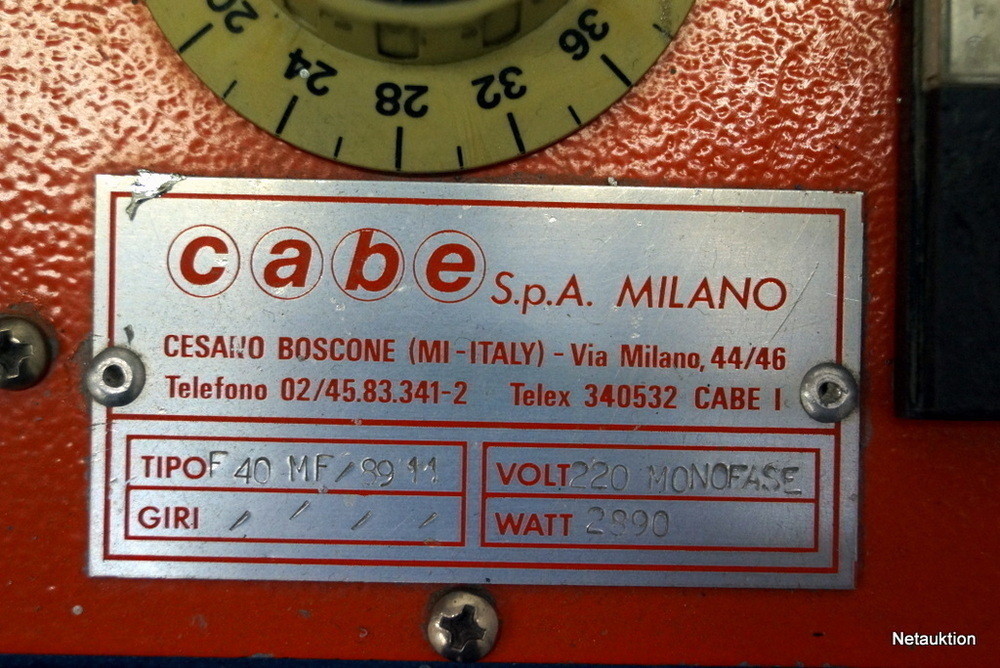 20 24 28 32 36
cabe S.p.A. MILANO
CESANO BOSCONE (MI-ITALY) - Via Milano, 44/46
Telefono 02/45.83.341-2 Telex 340532 CABE I
TIPO F 40 MF / 89 11
VOLT 220 MONOFASE
GIRI / / / /
WATT 2890
Netauktion